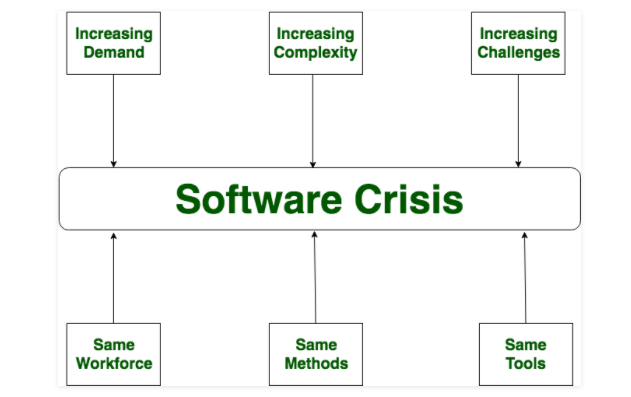 Increasing
Demand
Increasing
Complexity
Increasing
Challenges
Software Crisis
Same
Workforce
Same
Methods
Same
Tools